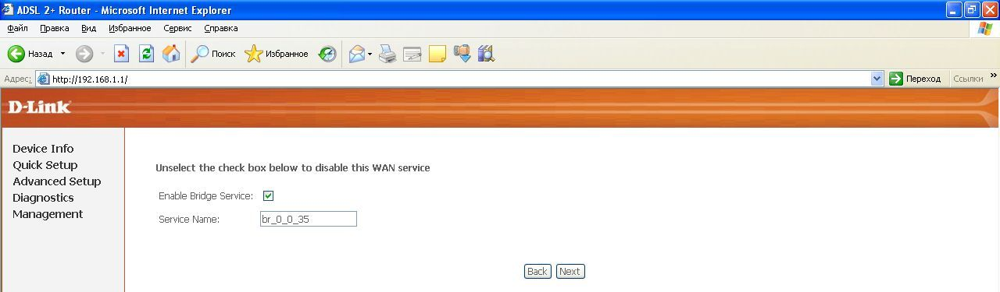 ADSL 2+ Router - Microsoft Internet Explorer
Файл Правка Вид Избранное Сервис Справка
Назад Поиск Избранное
Адрес: http://192.168.1.1/ Переход Ссылки »
D-Link
Device Info
Quick Setup
Advanced Setup
Diagnostics
Management
Unselect the check box below to disable this WAN service
Enable Bridge Service:
Service Name: br_0_0_35
Back Next